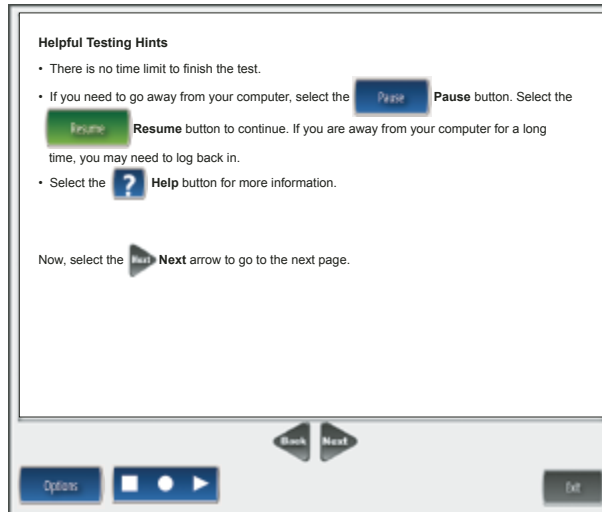 Helpful Testing Hints
• There is no time limit to finish the test.
• If you need to go away from your computer, select the Pause Pause button. Select the
Resume Resume button to continue. If you are away from your computer for a long
time, you may need to log back in.
• Select the ? Help button for more information.
Now, select the Next Next arrow to go to the next page.
Back Next
Options Exit